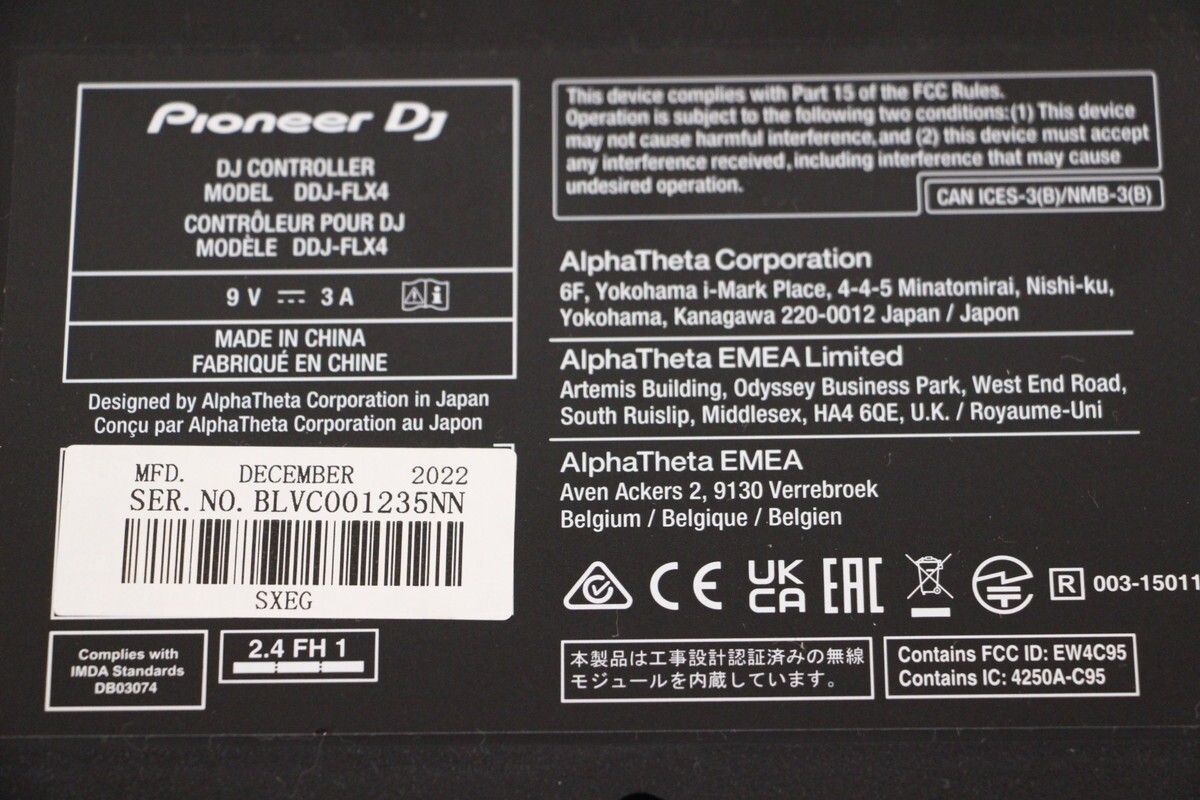 Pioneer Dj
DJ CONTROLLER
MODEL DDJ-FLX4
CONTRÔLEUR POUR DJ
MODÈLE DDJ-FLX4
9 V 3 A
MADE IN CHINA
FABRIQUÉ EN CHINE
Designed by AlphaTheta Corporation in Japan
Conçu par AlphaTheta Corporation au Japon
MFD. DECEMBER 2022
SER. NO. BLVC001235NN
SXEG
Complies with
IMDA Standards
DB03074
2.4 FH 1
This device complies with Part 15 of the FCC Rules.
Operation is subject to the following two conditions:(1) This device
may not cause harmful interference,and (2) this device must accept
any interference received,including interference that may cause
undesired operation.
CAN ICES-3(B)/NMB-3(B)
AlphaTheta Corporation
6F, Yokohama i-Mark Place, 4-4-5 Minatomirai, Nishi-ku,
Yokohama, Kanagawa 220-0012 Japan / Japon
AlphaTheta EMEA Limited
Artemis Building, Odyssey Business Park, West End Road,
South Ruislip, Middlesex, HA4 6QE, U.K. / Royaume-Uni
AlphaTheta EMEA
Aven Ackers 2, 9130 Verrebroek
Belgium / Belgique / Belgien
CE UK CA EAC R 003-15011
本製品は工事設計認証済みの無線
モジュールを内蔵しています。
Contains FCC ID: EW4C95
Contains IC: 4250A-C95